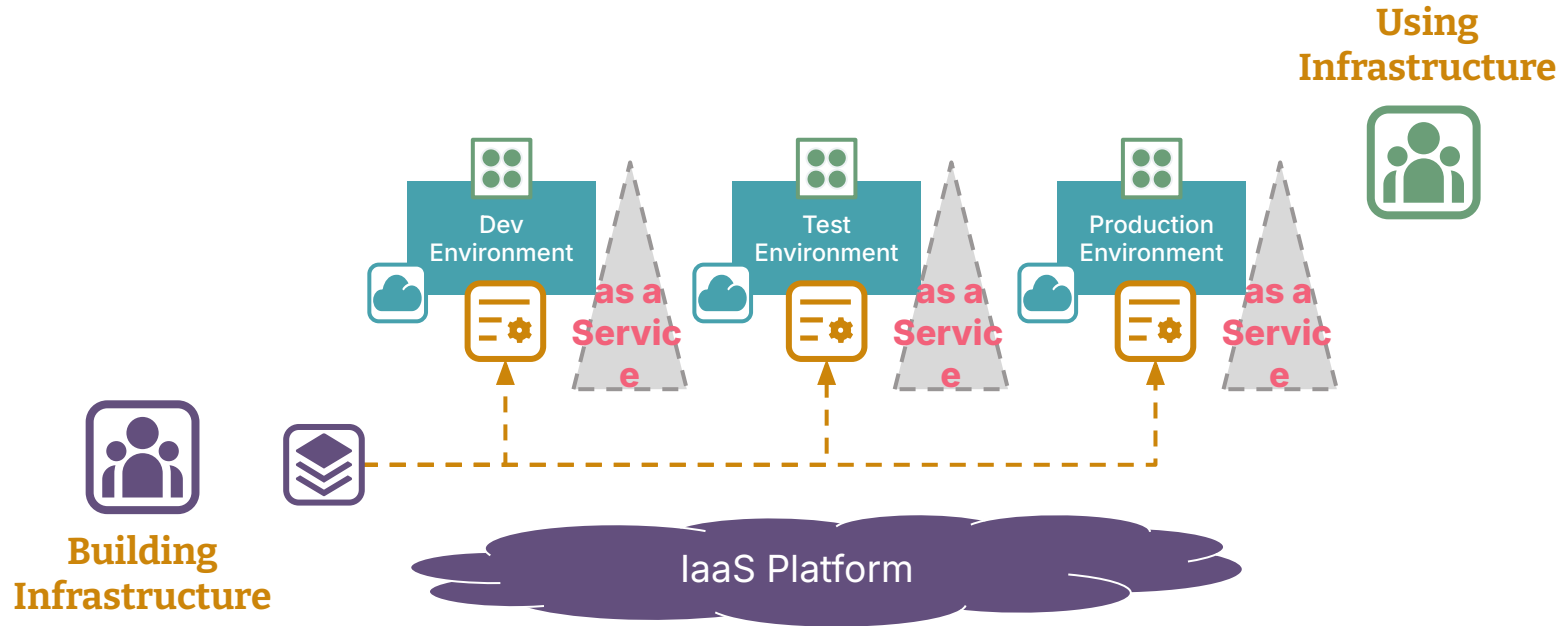 Using
Infrastructure
Dev
Environment
Test
Environment
Production
Environment
as a
Servic
e
as a
Servic
e
as a
Servic
e
Building
Infrastructure
IaaS Platform